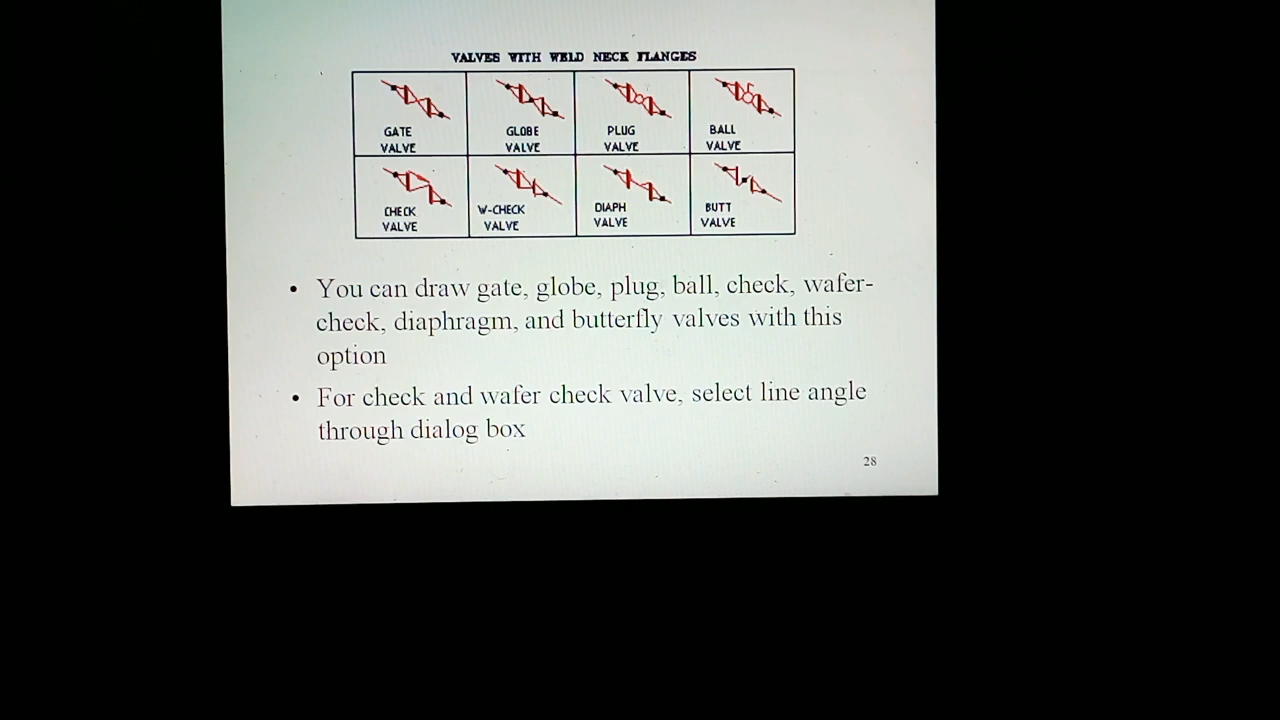 VALVES WITH WELD NECK FLANGES
GATE VALVE
GLOBE VALVE
PLUG VALVE
BALL VALVE
CHECK VALVE
W-CHECK VALVE
DIAPH VALVE
BUTT VALVE
• You can draw gate, globe, plug, ball, check, wafer-
check, diaphragm, and butterfly valves with this
option
• For check and wafer check valve, select line angle
through dialog box
28